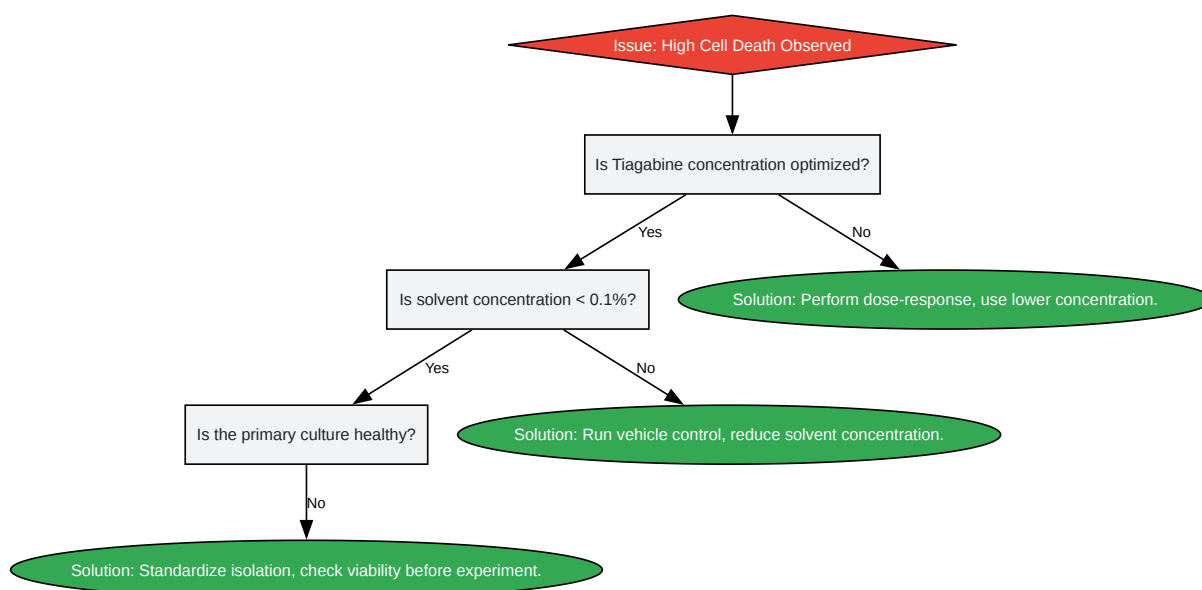 Issue: High Cell Death Observed
Is Tiagabine concentration optimized?
Yes
No
Is solvent concentration < 0.1%?
Solution: Perform dose-response, use lower concentration.
Yes
No
Is the primary culture healthy?
Solution: Run vehicle control, reduce solvent concentration.
No
Solution: Standardize isolation, check viability before experiment.